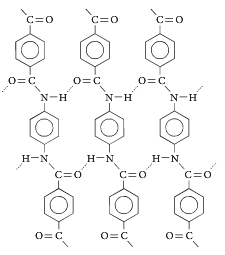 C=O C=O C=O
O=C O=C O=C
N–H N–H N–H
H–N H–N H–N
C=O C=O C=O
O=C O=C O=C